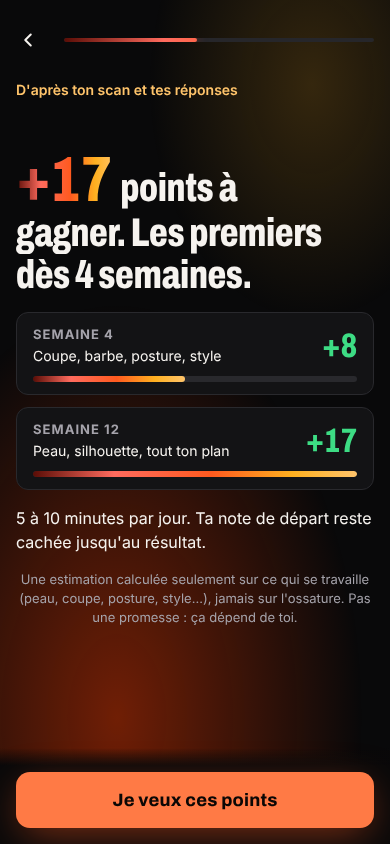 D'après ton scan et tes réponses
+17 points à
gagner. Les premiers
dès 4 semaines.
SEMAINE 4
Coupe, barbe, posture, style
+8
SEMAINE 12
Peau, silhouette, tout ton plan
+17
5 à 10 minutes par jour. Ta note de départ reste
cachée jusqu'au résultat.
Une estimation calculée seulement sur ce qui se travaille
(peau, coupe, posture, style…), jamais sur l'ossature. Pas
une promesse : ça dépend de toi.
Je veux ces points